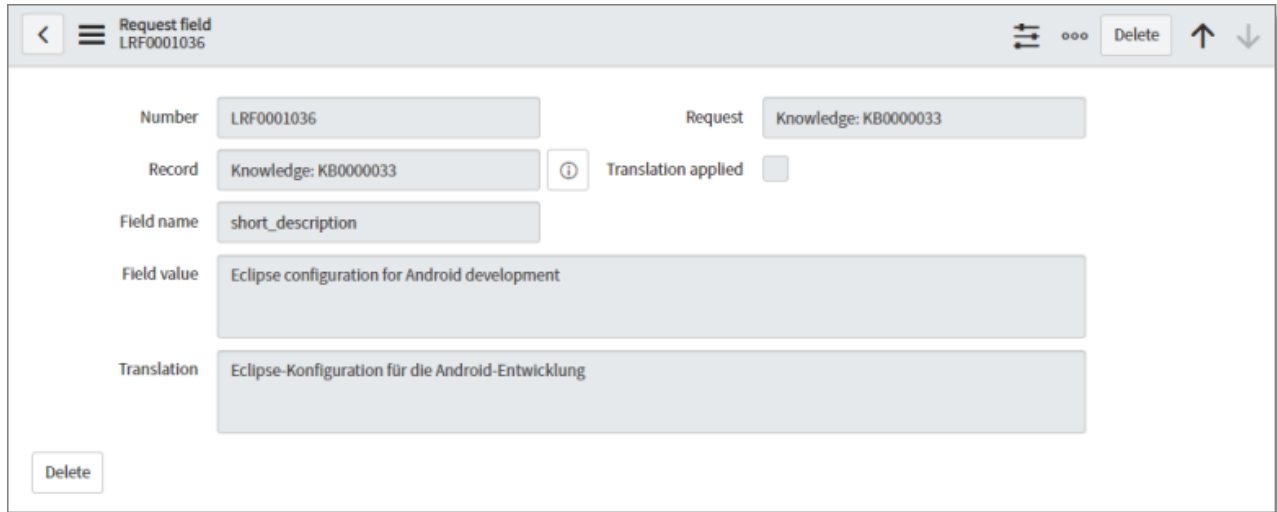 Request field
LRF0001036
Delete
Number LRF0001036 Request Knowledge: KB0000033
Record Knowledge: KB0000033 Translation applied
Field name short_description
Field value Eclipse configuration for Android development
Translation Eclipse-Konfiguration für die Android-Entwicklung
Delete